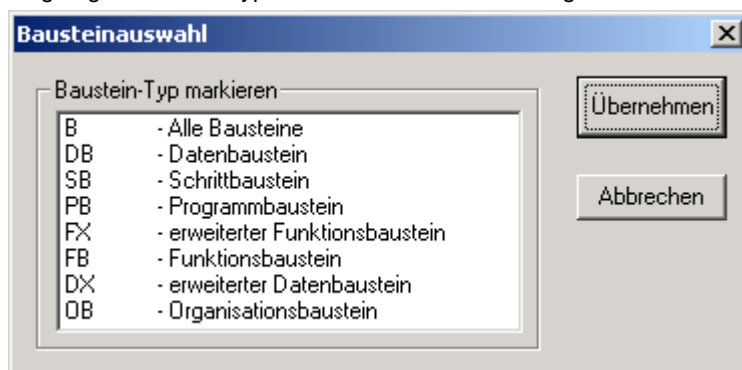 Bausteinauswahl
Baustein-Typ markieren
B - Alle Bausteine
DB - Datenbaustein
SB - Schrittbaustein
PB - Programmbaustein
FX - erweiterter Funktionsbaustein
FB - Funktionsbaustein
DX - erweiterter Datenbaustein
OB - Organisationsbaustein
Übernehmen
Abbrechen